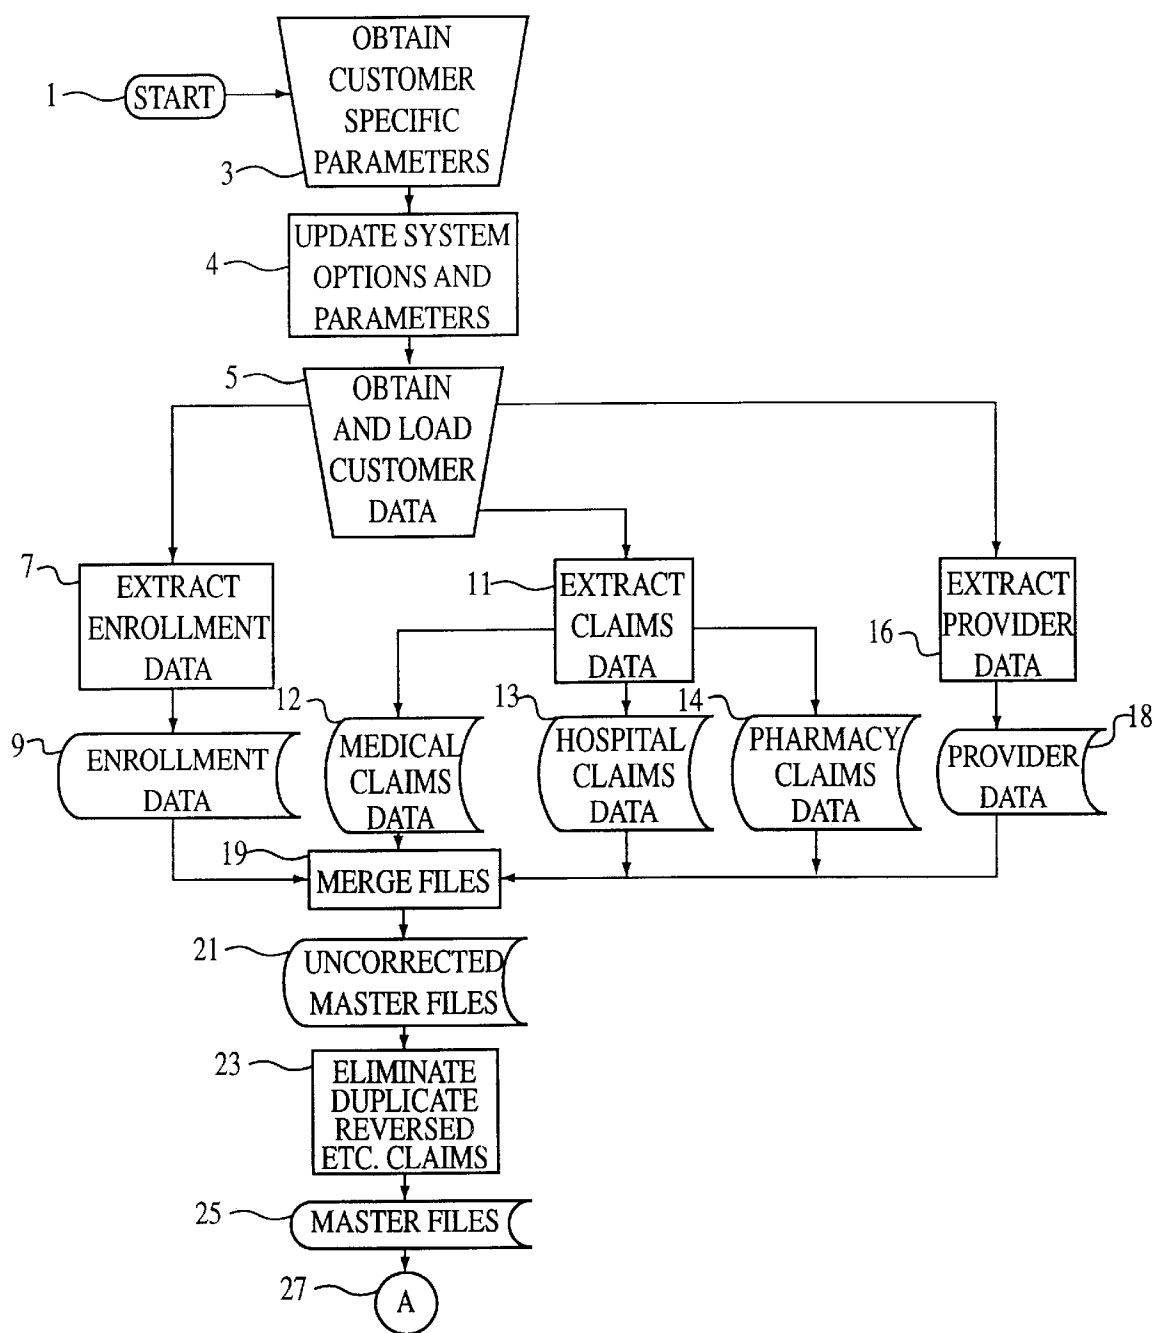 OBTAIN
CUSTOMER
SPECIFIC
PARAMETERS
1
START
3
UPDATE SYSTEM
OPTIONS AND
PARAMETERS
4
5
OBTAIN
AND LOAD
CUSTOMER
DATA
7
EXTRACT
ENROLLMENT
DATA
11
EXTRACT
CLAIMS
DATA
16
EXTRACT
PROVIDER
DATA
9
ENROLLMENT
DATA
12
MEDICAL
CLAIMS
DATA
13
HOSPITAL
CLAIMS
DATA
14
PHARMACY
CLAIMS
DATA
18
PROVIDER
DATA
19
MERGE FILES
21
UNCORRECTED
MASTER FILES
23
ELIMINATE
DUPLICATE
REVERSED
ETC. CLAIMS
25
MASTER FILES
27
A